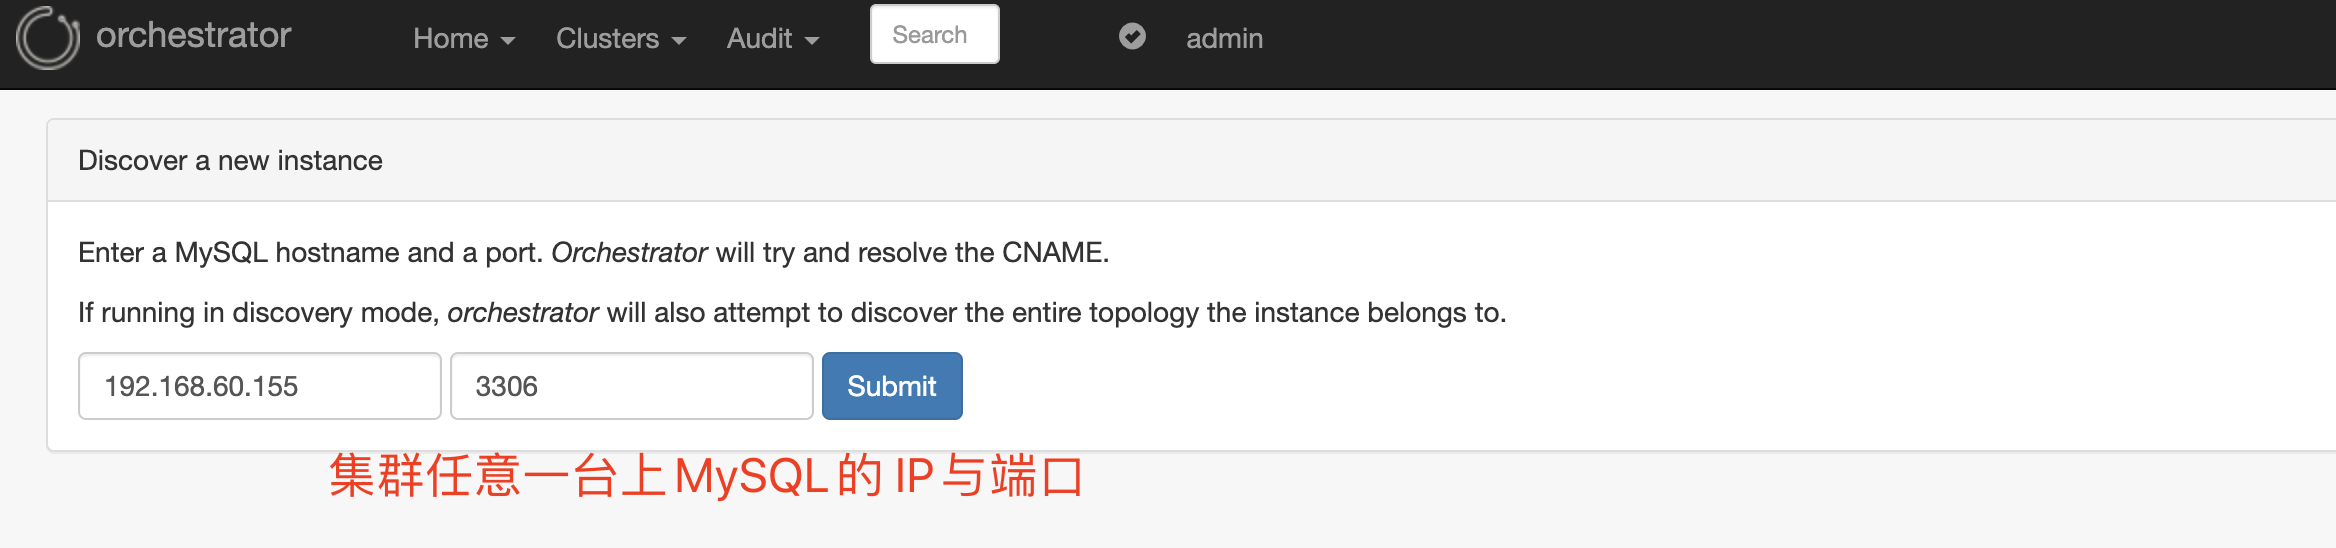 orchestrator Home Clusters Audit Search admin
Discover a new instance
Enter a MySQL hostname and a port. Orchestrator will try and resolve the CNAME.
If running in discovery mode, orchestrator will also attempt to discover the entire topology the instance belongs to.
192.168.60.155 3306 Submit
集群任意一台上MySQL的IP与端口